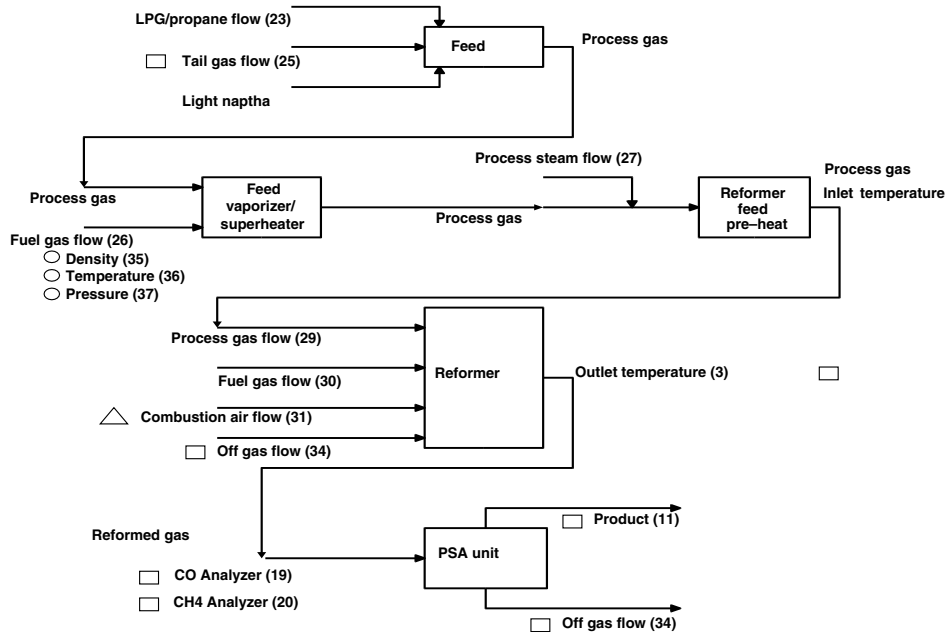 LPG/propane flow (23)
Feed
Process gas
Tail gas flow (25)
Light naptha
Process steam flow (27)
Process gas
Inlet temperature
Process gas
Feed
vaporizer/
superheater
Process gas
Reformer
feed
pre–heat
Fuel gas flow (26)
Density (35)
Temperature (36)
Pressure (37)
Process gas flow (29)
Fuel gas flow (30)
Reformer
Outlet temperature (3)
Combustion air flow (31)
Off gas flow (34)
Product (11)
Reformed gas
PSA unit
CO Analyzer (19)
CH4 Analyzer (20)
Off gas flow (34)